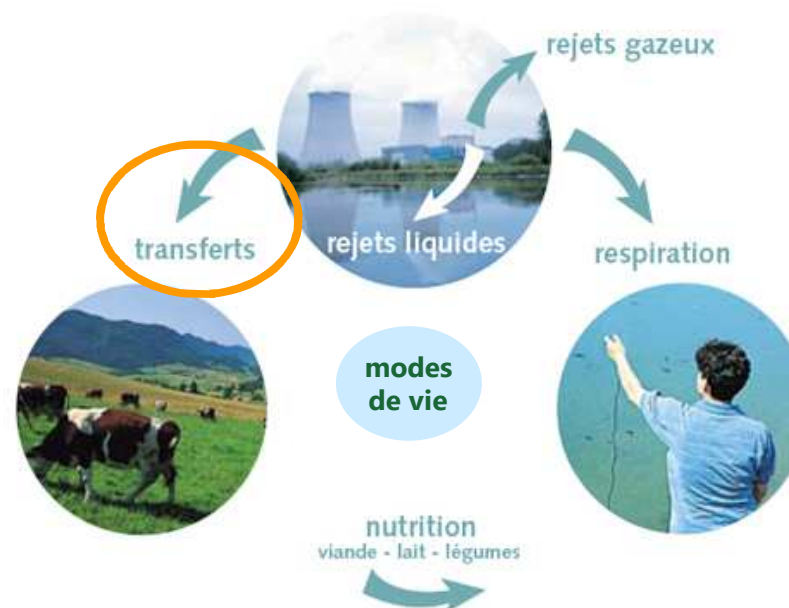 rejets gazeux
transferts
rejets liquides
respiration
modes
de vie
nutrition
viande - lait - légumes